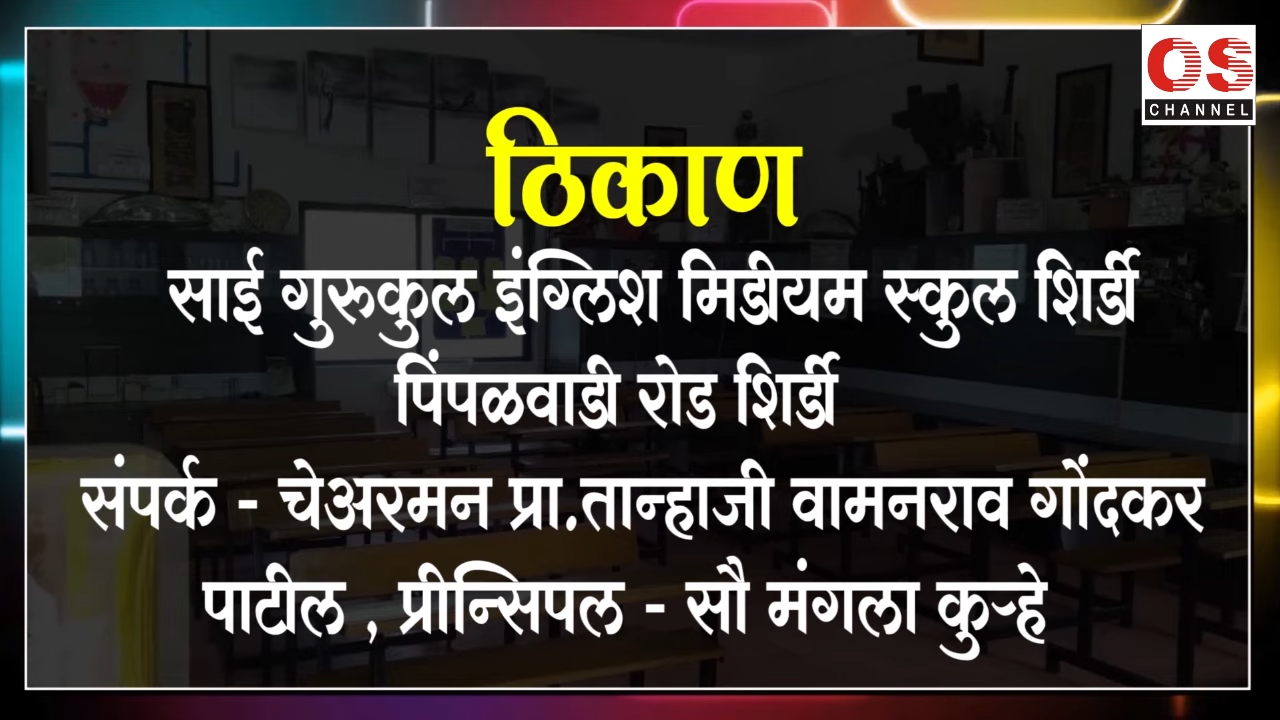 OS
CHANNEL
ठिकाण
साई गुरुकुल इंग्लिश मिडीयम स्कुल शिर्डी
पिंपळवाडी रोड शिर्डी
संपर्क - चेअरमन प्रा.तान्हाजी वामनराव गोंदकर
पाटील , प्रीन्सिपल - सौ मंगला कुऱ्हे